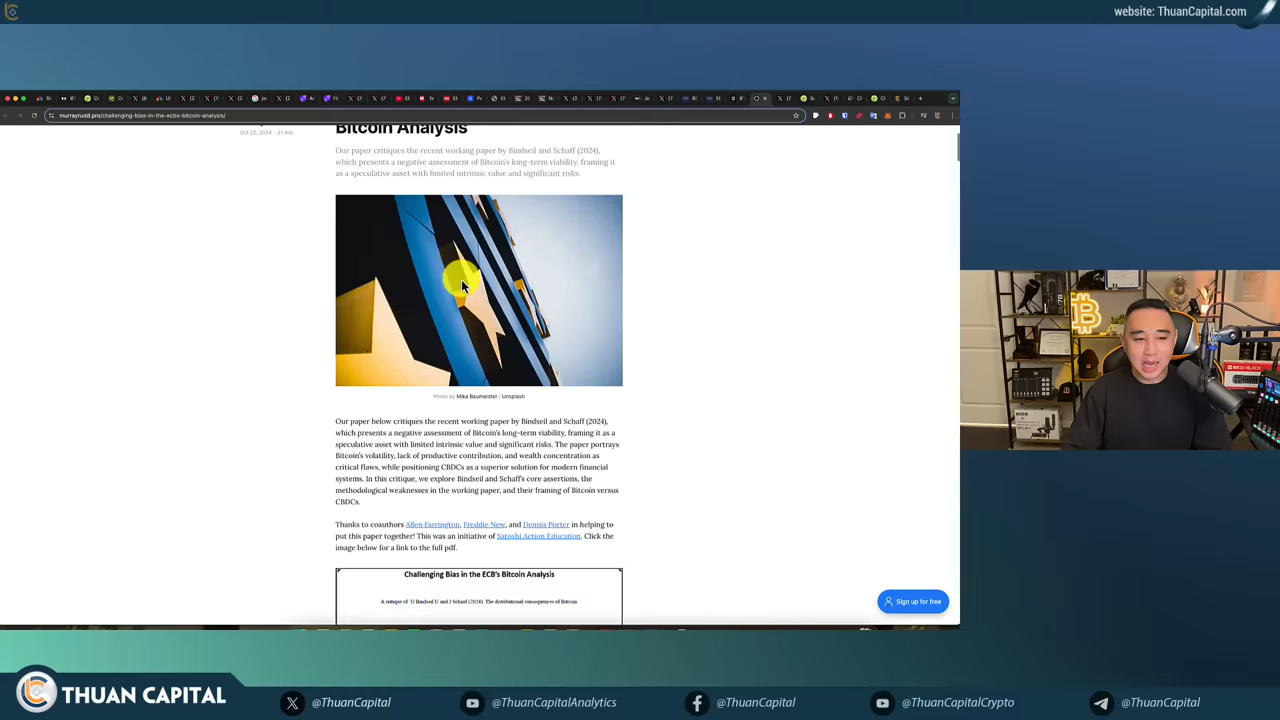 website: ThuanCapital.com
murrayrudd.pro/challenging-bias-in-the-ecbs-bitcoin-analysis/
Oct 22, 2024 • 21 min
Bitcoin Analysis
Our paper critiques the recent working paper by Bindseil and Schaff (2024),
which presents a negative assessment of Bitcoin's long-term viability, framing it
as a speculative asset with limited intrinsic value and significant risks.
Photo by Mika Baumeister / Unsplash
Our paper below critiques the recent working paper by Bindseil and Schaff (2024),
which presents a negative assessment of Bitcoin's long-term viability, framing it as a
speculative asset with limited intrinsic value and significant risks. The paper portrays
Bitcoin's volatility, lack of productive contribution, and wealth concentration as
critical flaws, while positioning CBDCs as a superior solution for modern financial
systems. In this critique, we explore Bindseil and Schaff's core assertions, the
methodological weaknesses in the working paper, and their framing of Bitcoin versus
CBDCs.
Thanks to coauthors Allen Farrington, Freddie New, and Dennis Porter in helping to
put this paper together! This was an initiative of Satoshi Action Education. Click the
image below for a link to the full pdf.
Challenging Bias in the ECB's Bitcoin Analysis
A critique of U Bindseil U and J Schaff (2024), The distributional consequences of Bitcoin
Sign up for free
THUAN CAPITAL
@ThuanCapital
@ThuanCapitalAnalytics
@ThuanCapital
@ThuanCapitalCrypto
@ThuanCapital